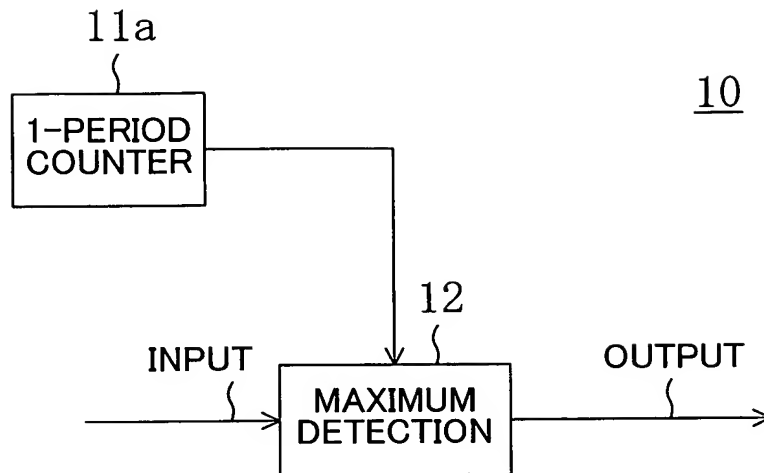 11a
10
1-PERIOD
COUNTER
12
INPUT
OUTPUT
MAXIMUM
DETECTION